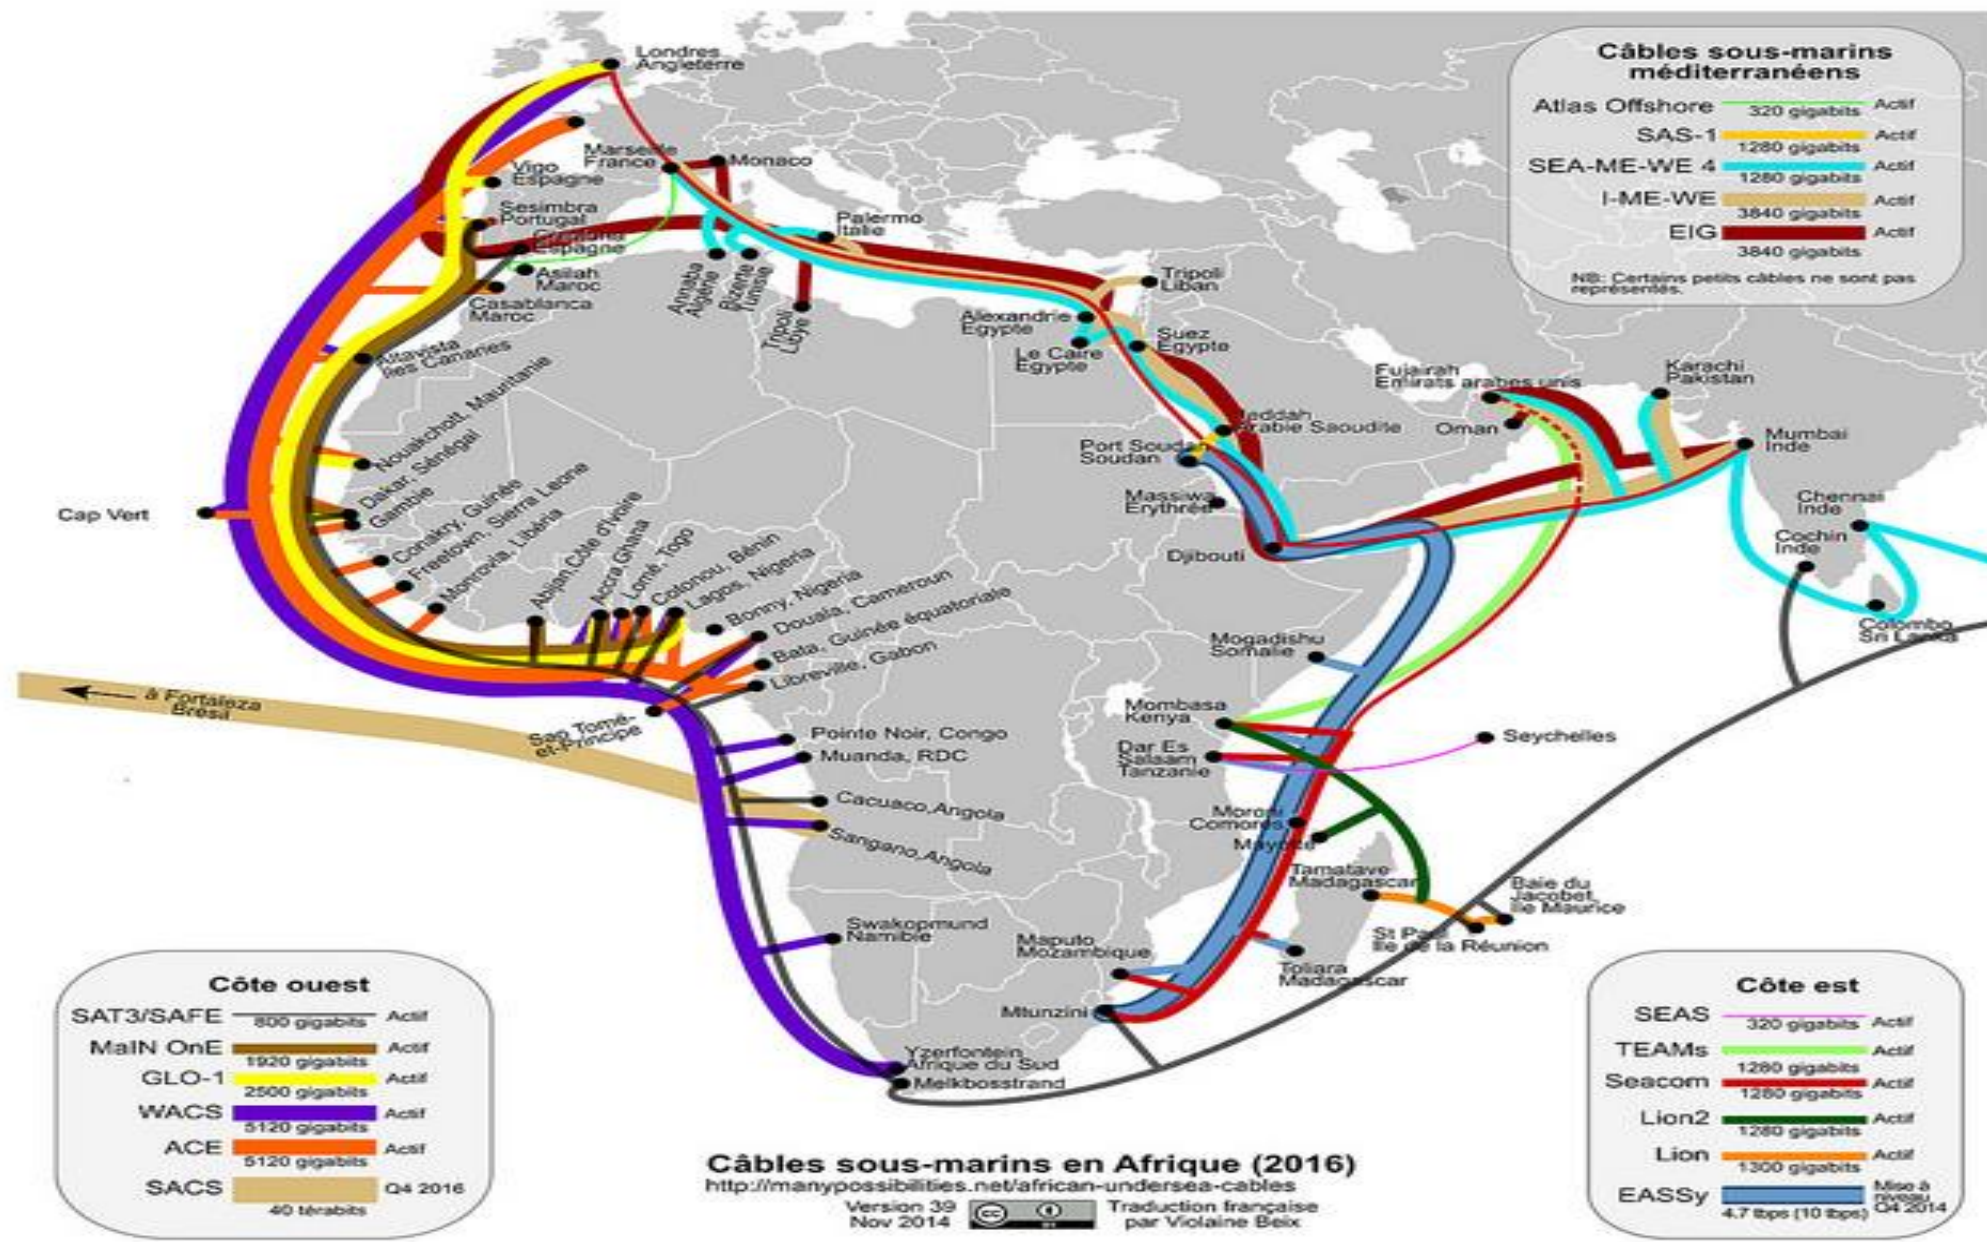 Londres
Angleterre
Marseille
France
Monaco
Vigo
Espagne
Sesimbra
Portugal
Espagne
Palermo
Italie
Asilah
Maroc
Casablanca
Maroc
Annaba
Algérie
Bizerte
Tunisie
Tripoli
Libye
Tripoli
Liban
Alexandrie
Egypte
Le Caire
Egypte
Suez
Egypte
Altavista
Iles Canaries
Fujairah
Emirats arabes unis
Karachi
Pakistan
Oman
Mumbai
Inde
Jeddah
Arabie Saoudite
Port Soudan
Soudan
Massiwa
Erythrée
Djibouti
Chennai
Inde
Cochin
Inde
Colombo
Sri Lanka
Nouakchott, Mauritanie
Dakar, Sénégal
Gambie
Cap Vert
Conakry, Guinée
Freetown, Sierra Leone
Monrovia, Libéria
Abjian,Côte d'Ivoire
Accra,Ghana
Lomé, Togo
Cotonou, Bénin
Lagos, Nigeria
Bonny, Nigeria
Douala, Cameroun
Bata, Guinée équatoriale
Libreville, Gabon
à Fortaleza
Brésil
Sao Tomé-
et-Principe
Pointe Noir, Congo
Muanda, RDC
Cacuaco,Angola
Sangano,Angola
Swakopmund
Namibie
Mogadishu
Somalie
Mombasa
Kenya
Dar Es
Salaam
Tanzanie
Seychelles
Moroni
Comores
Mayotte
Tamatave
Madagascar
Baie du
Jacobet,
Ile Maurice
St Paul
Ile de la Réunion
Toliara
Madagascar
Maputo
Mozambique
Mtunzini
Yzerfontein
Afrique du Sud
Melkbosstrand
Câbles sous-marins
méditerranéens
Atlas Offshore 320 gigabits Actif
SAS-1 1280 gigabits Actif
SEA-ME-WE 4 1280 gigabits Actif
I-ME-WE 3840 gigabits Actif
EIG 3840 gigabits Actif
NB: Certains petits câbles ne sont pas
représentés.
Côte ouest
SAT3/SAFE 800 gigabits Actif
MaIN OnE 1920 gigabits Actif
GLO-1 2500 gigabits Actif
WACS 5120 gigabits Actif
ACE 5120 gigabits Actif
SACS 40 térabits Q4 2016
Côte est
SEAS 320 gigabits Actif
TEAMs 1280 gigabits Actif
Seacom 1280 gigabits Actif
Lion2 1280 gigabits Actif
Lion 1300 gigabits Actif
EASSy 4.7 tbps (10 tbps) Mise à
niveau
Q4 2014
Câbles sous-marins en Afrique (2016)
http://manypossibilities.net/african-undersea-cables
Version 39
Nov 2014
cc
BY
Traduction française
par Violaine Beix